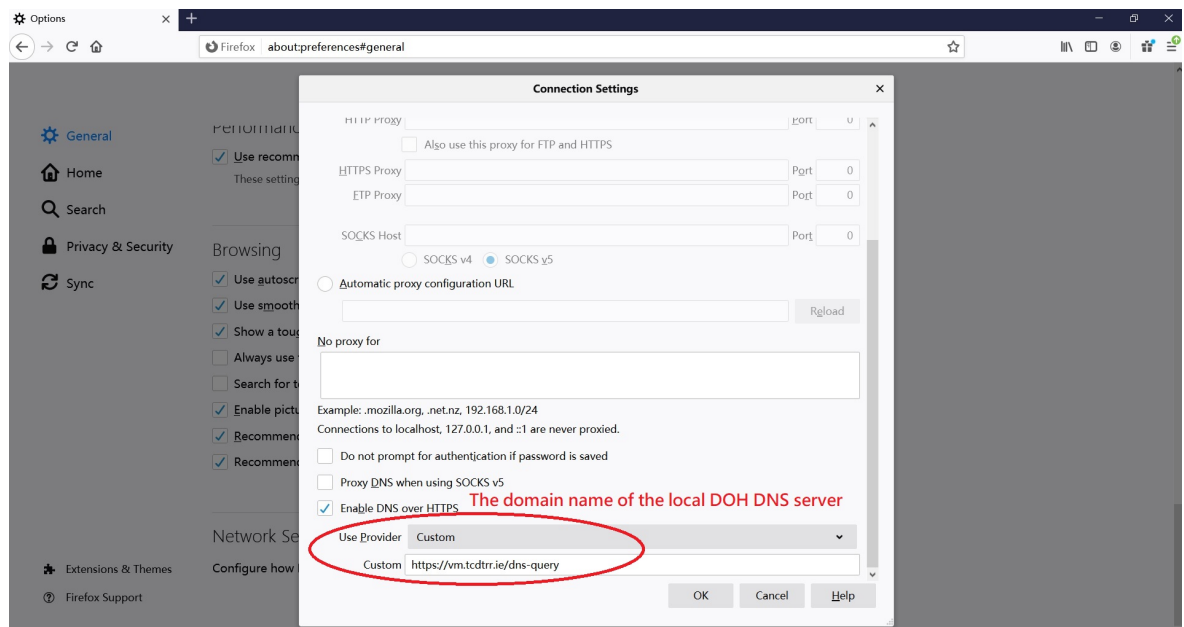 Options
Firefox about:preferences#general
Connection Settings
General
Home
Search
Privacy & Security
Sync
Extensions & Themes
Firefox Support
Use recomm
These setting
Browsing
Use autoscr
Use smooth
Show a toug
Always use
Search for t
Enable pictu
Recommend
Recommend
Network Se
Configure how
HTTP Proxy Port 0
Also use this proxy for FTP and HTTPS
HTTPS Proxy Port 0
FTP Proxy Port 0
SOCKS Host Port 0
SOCKS v4 SOCKS v5
Automatic proxy configuration URL
Reload
No proxy for
Example: .mozilla.org, .net.nz, 192.168.1.0/24
Connections to localhost, 127.0.0.1, and ::1 are never proxied.
Do not prompt for authentication if password is saved
Proxy DNS when using SOCKS v5
Enable DNS over HTTPS
The domain name of the local DOH DNS server
Use Provider Custom
Custom https://vm.tcdtrr.ie/dns-query
OK Cancel Help